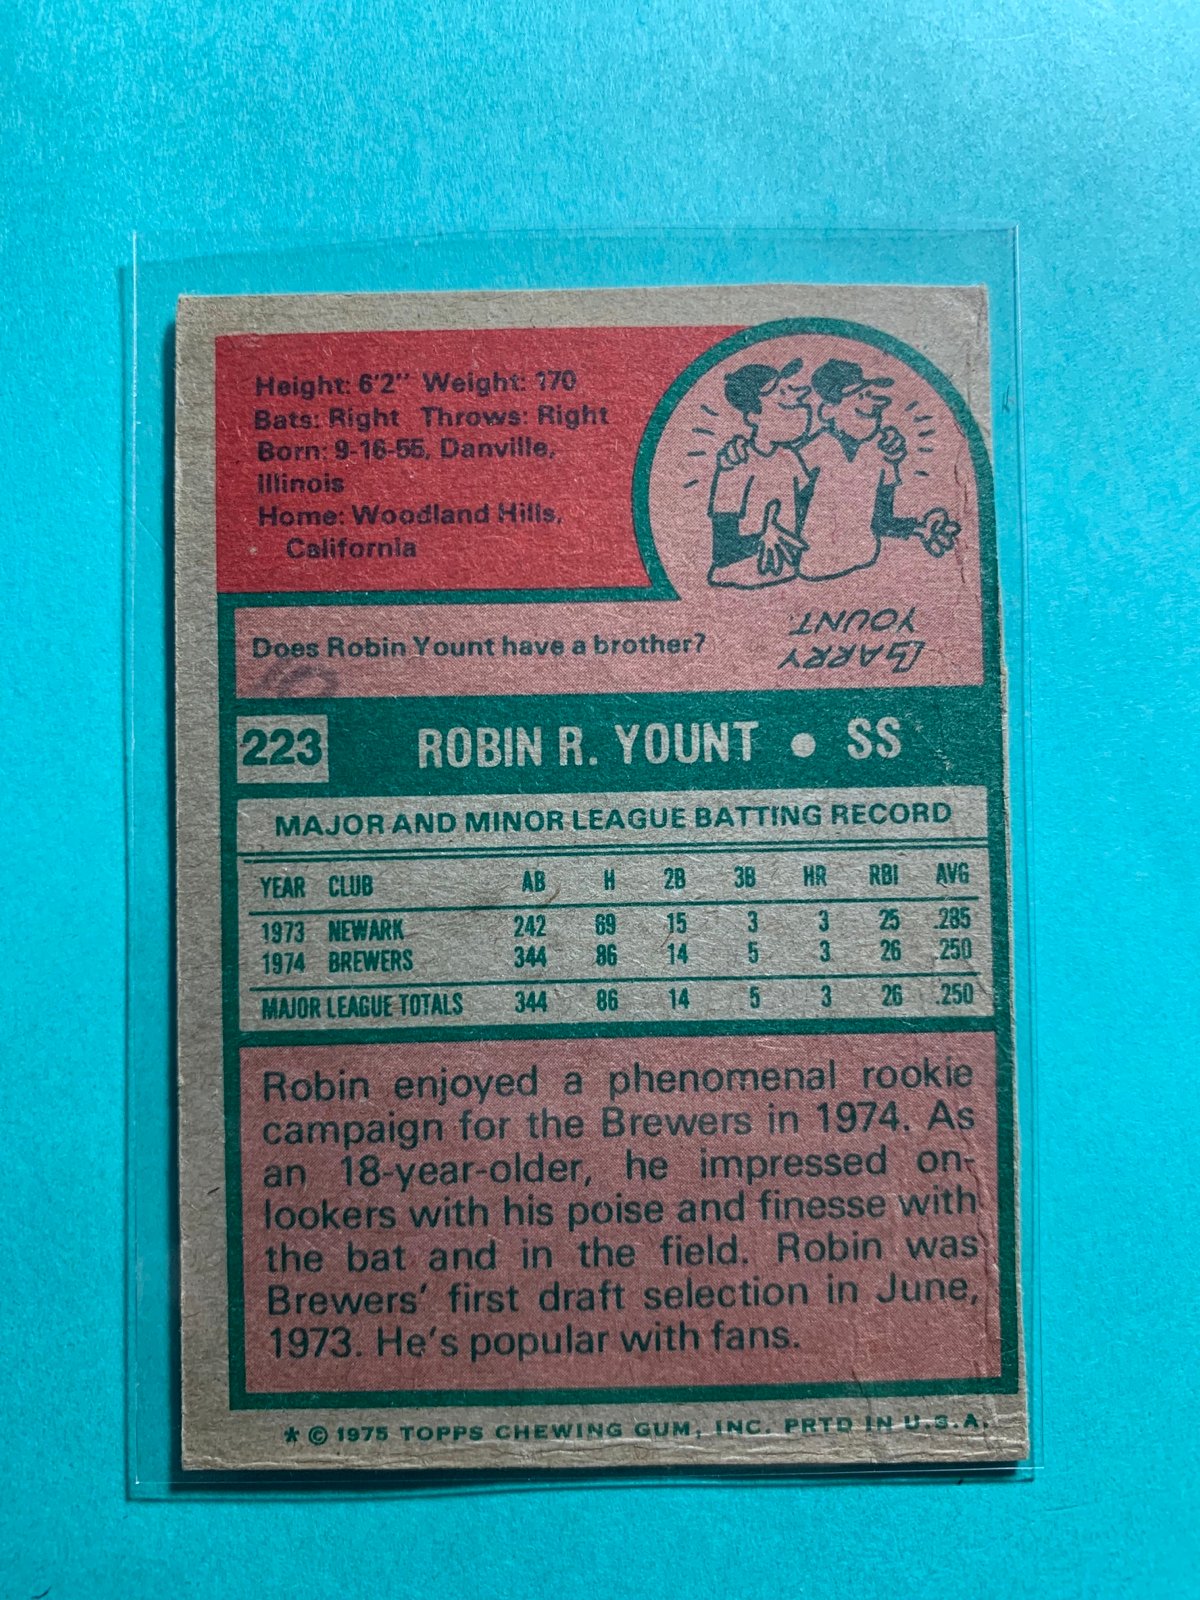 Height: 6'2" Weight: 170
Bats: Right Throws: Right
Born: 9-16-55, Danville,
Illinois
Home: Woodland Hills,
California
Does Robin Yount have a brother?
LARRY
YOUNT.
223 ROBIN R. YOUNT • SS
MAJOR AND MINOR LEAGUE BATTING RECORD
YEAR CLUB AB H 2B 3B HR RBI AVG
1973 NEWARK 242 69 15 3 3 25 .285
1974 BREWERS 344 86 14 5 3 26 .250
MAJOR LEAGUE TOTALS 344 86 14 5 3 26 .250
Robin enjoyed a phenomenal rookie
campaign for the Brewers in 1974. As
an 18-year-older, he impressed on-
lookers with his poise and finesse with
the bat and in the field. Robin was
Brewers' first draft selection in June,
1973. He's popular with fans.
* © 1975 TOPPS CHEWING GUM, INC. PRTD IN U.S.A.